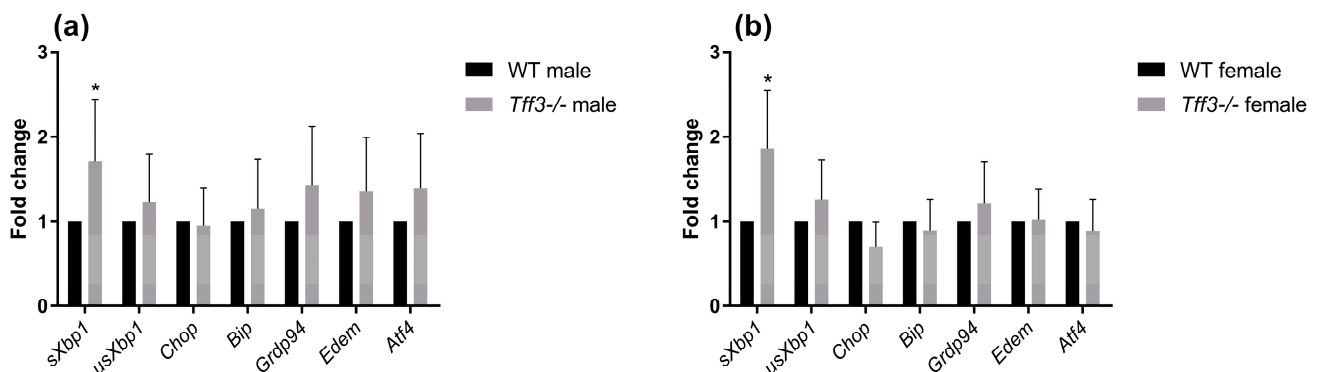 (a)
3
2
1
0
Fold change
*
sXbp1
usXbp1
Chop
Bip
Grdp94
Edem
Atf4
WT male
Tff3-/- male
(b)
3
2
1
0
Fold change
*
sXbp1
usXbp1
Chop
Bip
Grdp94
Edem
Atf4
WT female
Tff3-/- female